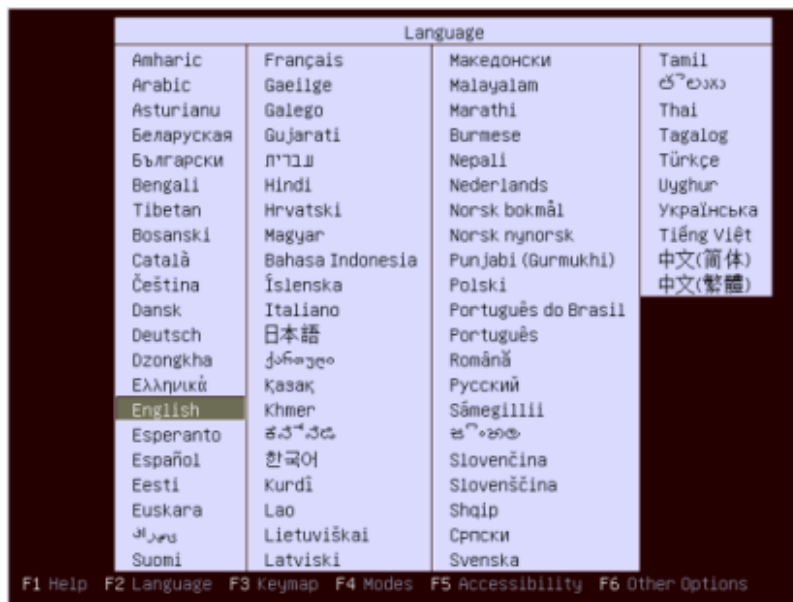 Language
Amharic
Arabic
Asturianu
Беларуская
Български
Bengali
Tibetan
Bosanski
Català
Čeština
Dansk
Deutsch
Dzongkha
Ελληνικά
English
Esperanto
Español
Eesti
Euskara
Suomi
Français
Gaeilge
Galego
Gujarati
עברית
Hindi
Hrvatski
Magyar
Bahasa Indonesia
Íslenska
Italiano
日本語
ქართული
Қазақ
Khmer
한국어
Kurdî
Lao
Lietuviškai
Latviski
Македонски
Malayalam
Marathi
Burmese
Nepali
Nederlands
Norsk bokmål
Norsk nynorsk
Punjabi (Gurmukhi)
Polski
Português do Brasil
Português
Română
Русский
Sámegillii
Slovenčina
Slovenščina
Shqip
Српски
Svenska
Tamil
Thai
Tagalog
Türkçe
Uyghur
Українська
Tiếng Việt
中文(简体)
中文(繁體)
F1 Help F2 Language F3 Keymap F4 Modes F5 Accessibility F6 Other Options